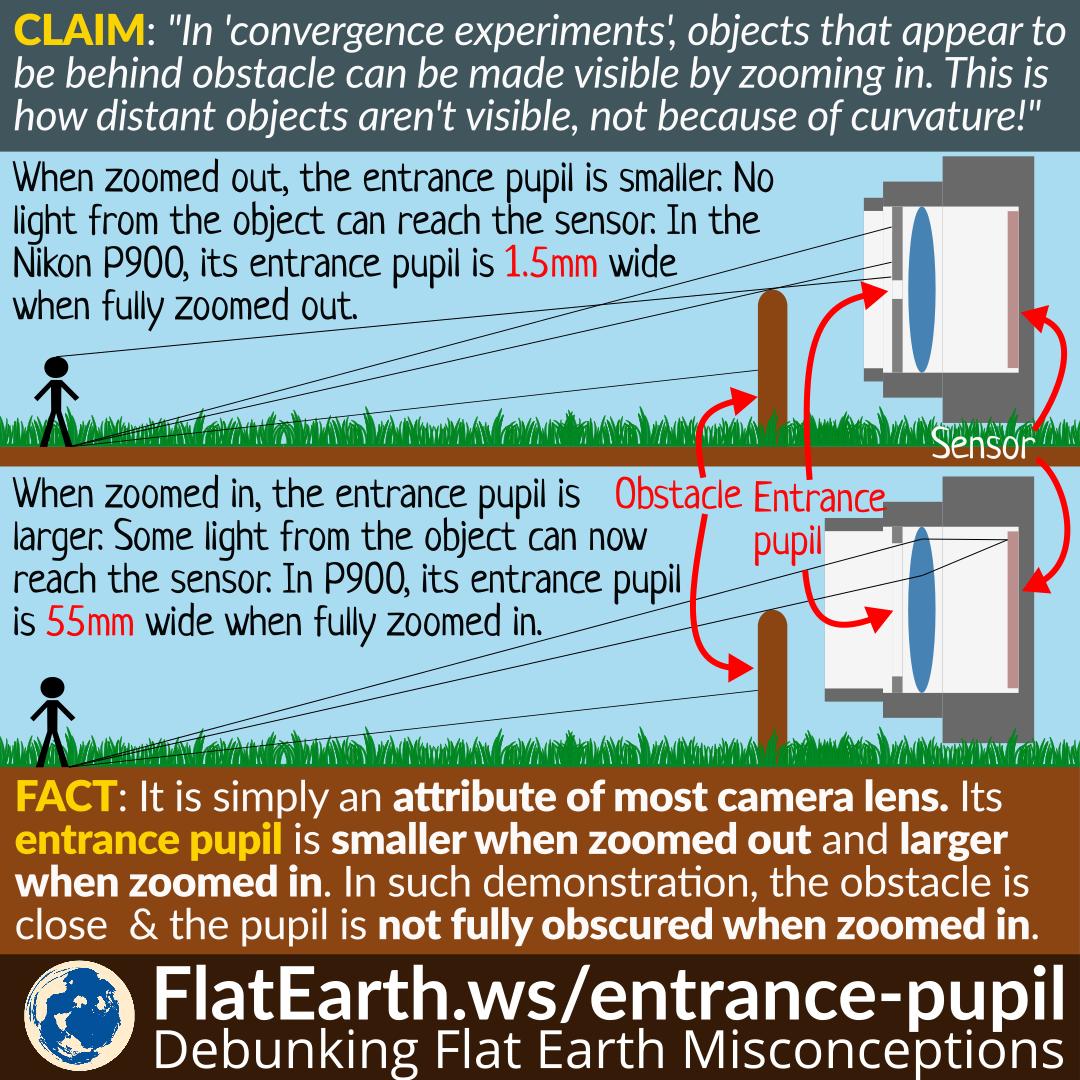 CLAIM: "In 'convergence experiments', objects that appear to
be behind obstacle can be made visible by zooming in. This is
how distant objects aren't visible, not because of curvature!"
When zoomed out, the entrance pupil is smaller. No
light from the object can reach the sensor. In the
Nikon P900, its entrance pupil is 1.5mm wide
when fully zoomed out.
Sensor
When zoomed in, the entrance pupil is
larger. Some light from the object can now
reach the sensor. In P900, its entrance pupil
is 55mm wide when fully zoomed in.
Obstacle
Entrance
pupil
FACT: It is simply an attribute of most camera lens. Its
entrance pupil is smaller when zoomed out and larger
when zoomed in. In such demonstration, the obstacle is
close & the pupil is not fully obscured when zoomed in.
FlatEarth.ws/entrance-pupil
Debunking Flat Earth Misconceptions